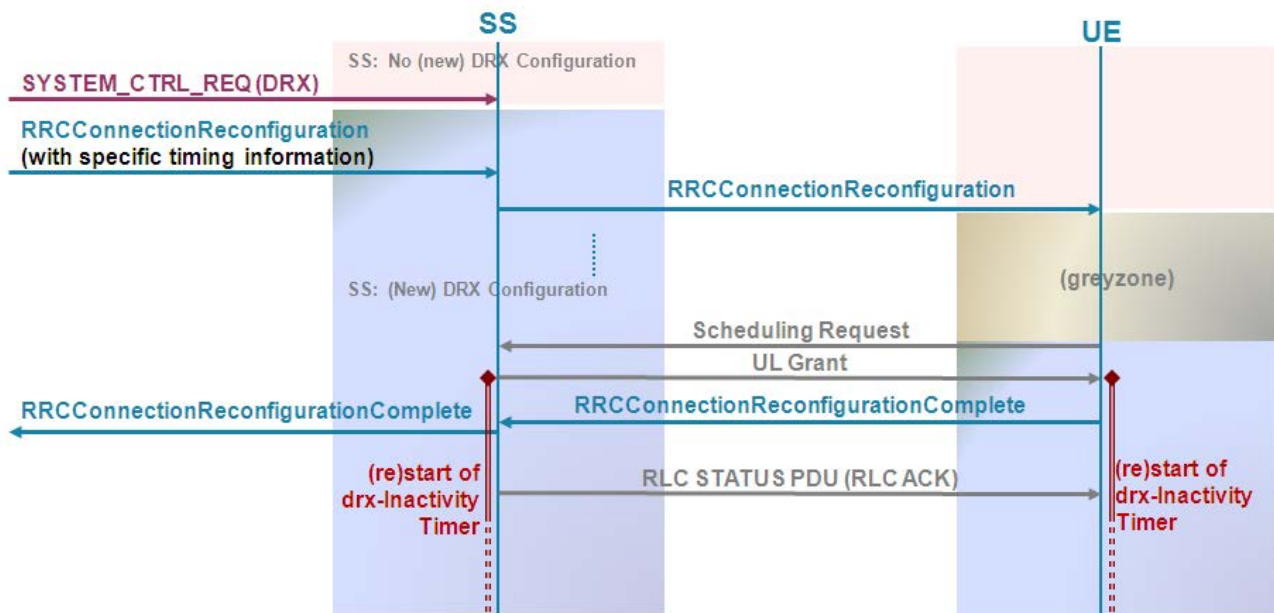 SS
UE
SS: No (new) DRX Configuration
SYSTEM_CTRL_REQ (DRX)
RRCConnectionReconfiguration
(with specific timing information)
RRCConnectionReconfiguration
SS: (New) DRX Configuration
(greyzone)
Scheduling Request
UL Grant
RRCConnectionReconfigurationComplete
RRCConnectionReconfigurationComplete
(re)start of
drx-Inactivity
Timer
RLC STATUS PDU (RLC ACK)
(re)start of
drx-Inactivity
Timer